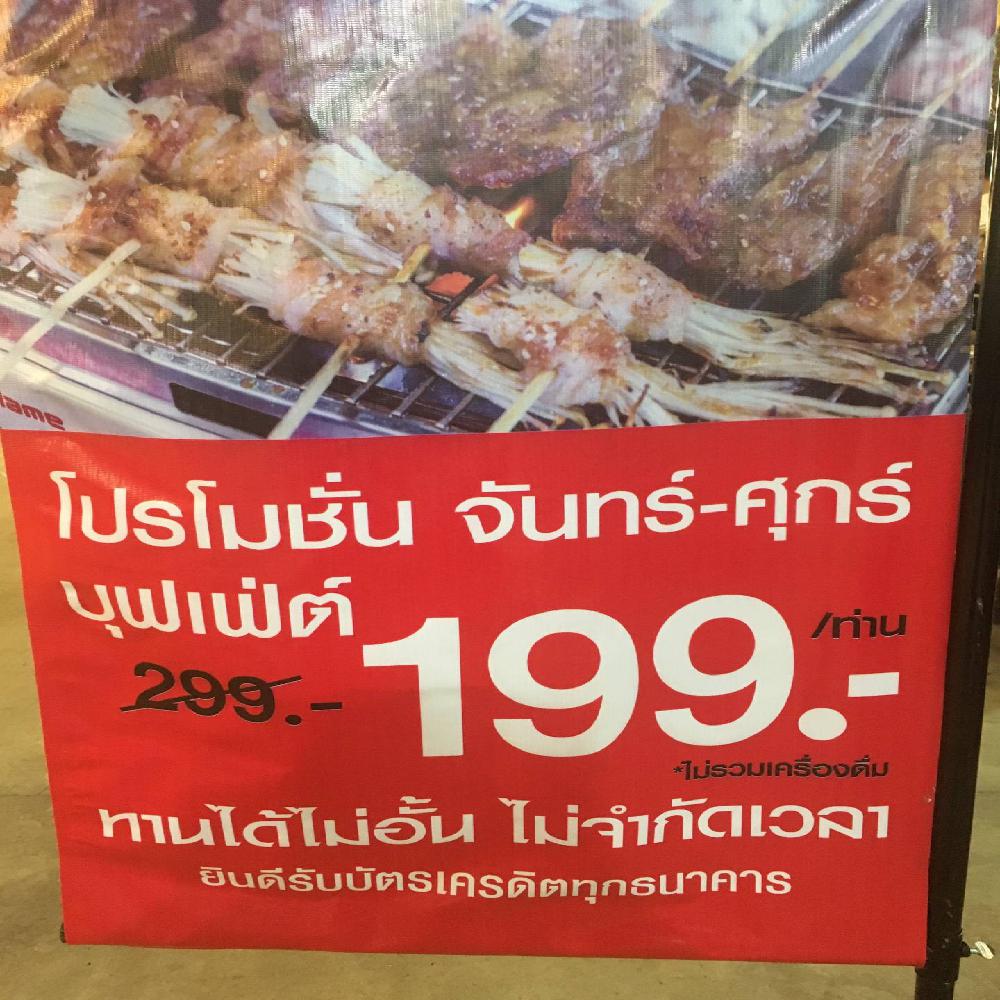 โปรโมชั่น จันทร์-ศุกร์
บุฟเฟ่ต์
299.-
199.-
/ท่าน
*ไม่รวมเครื่องดื่ม
ทานได้ไม่อั้น ไม่จำกัดเวลา
ยินดีรับบัตรเครดิตทุกธนาคาร